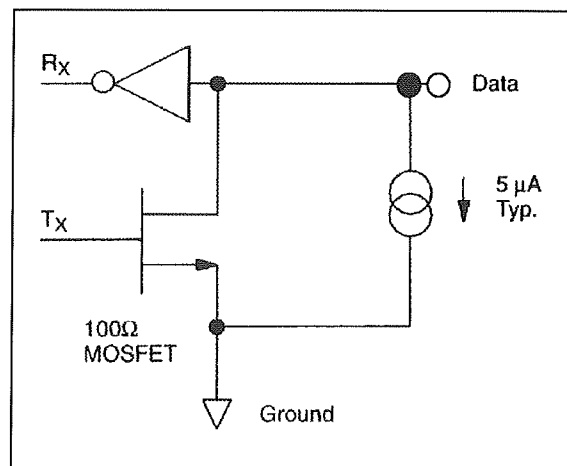 RX
Data
5 µA
Typ.
TX
100Ω
MOSFET
Ground